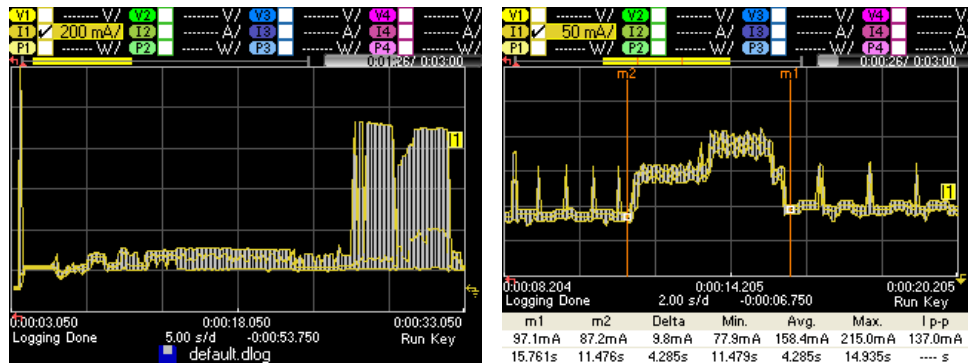 V1 ----- V/ V2 ----- V/ V3 ----- V/ V4 ----- V/
I1 200 mA/ I2 ----- A/ I3 ----- A/ I4 ----- A/
P1 ----- W/ P2 ----- W/ P3 ----- W/ P4 ----- W/
0:01:26/ 0:03:00
1
0:00:03.050 0:00:18.050 0:00:33.050
Logging Done 5.00 s/d -0:00:53.750 Run Key
default.dlog
V1 ----- V/ V2 ----- V/ V3 ----- V/ V4 ----- V/
I1 50 mA/ I2 ----- A/ I3 ----- A/ I4 ----- A/
P1 ----- W/ P2 ----- W/ P3 ----- W/ P4 ----- W/
0:00:26/ 0:03:00
m2 m1
1
0:00:08.204 0:00:14.205 0:00:20.205
Logging Done 2.00 s/d -0:00:06.750 Run Key
m1 m2 Delta Min. Avg. Max. I p-p
97.1mA 87.2mA 9.8mA 77.9mA 158.4mA 215.0mA 137.0mA
15.761s 11.476s 4.285s 11.479s 4.285s 14.935s ---- s